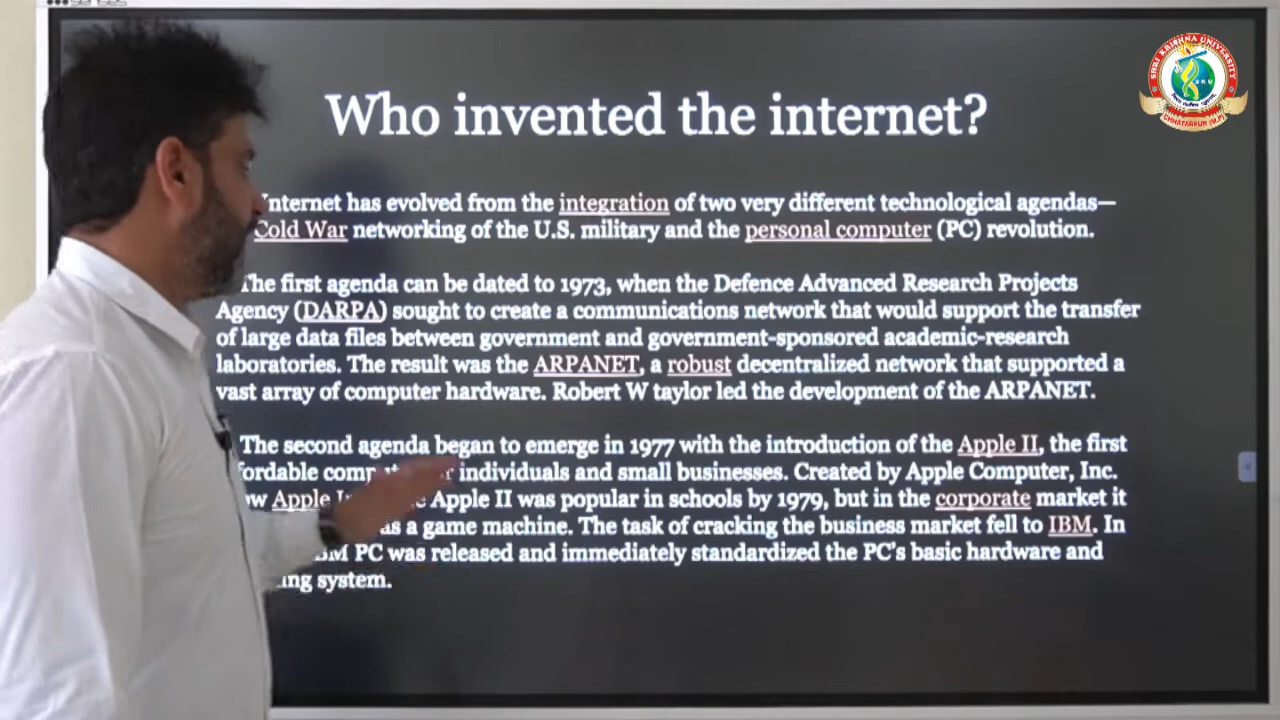 SHRI KRISHNA UNIVERSITY
SKU
CHHATARPUR (M.P)
Who invented the internet?
Internet has evolved from the integration of two very different technological agendas—
Cold War networking of the U.S. military and the personal computer (PC) revolution.
The first agenda can be dated to 1973, when the Defence Advanced Research Projects
Agency (DARPA) sought to create a communications network that would support the transfer
of large data files between government and government-sponsored academic-research
laboratories. The result was the ARPANET, a robust decentralized network that supported a
vast array of computer hardware. Robert W taylor led the development of the ARPANET.
The second agenda began to emerge in 1977 with the introduction of the Apple II, the first
individuals and small businesses. Created by Apple Computer, Inc.
Apple Apple II was popular in schools by 1979, but in the corporate market it
as a game machine. The task of cracking the business market fell to IBM. In
PC was released and immediately standardized the PC's basic hardware and
system.